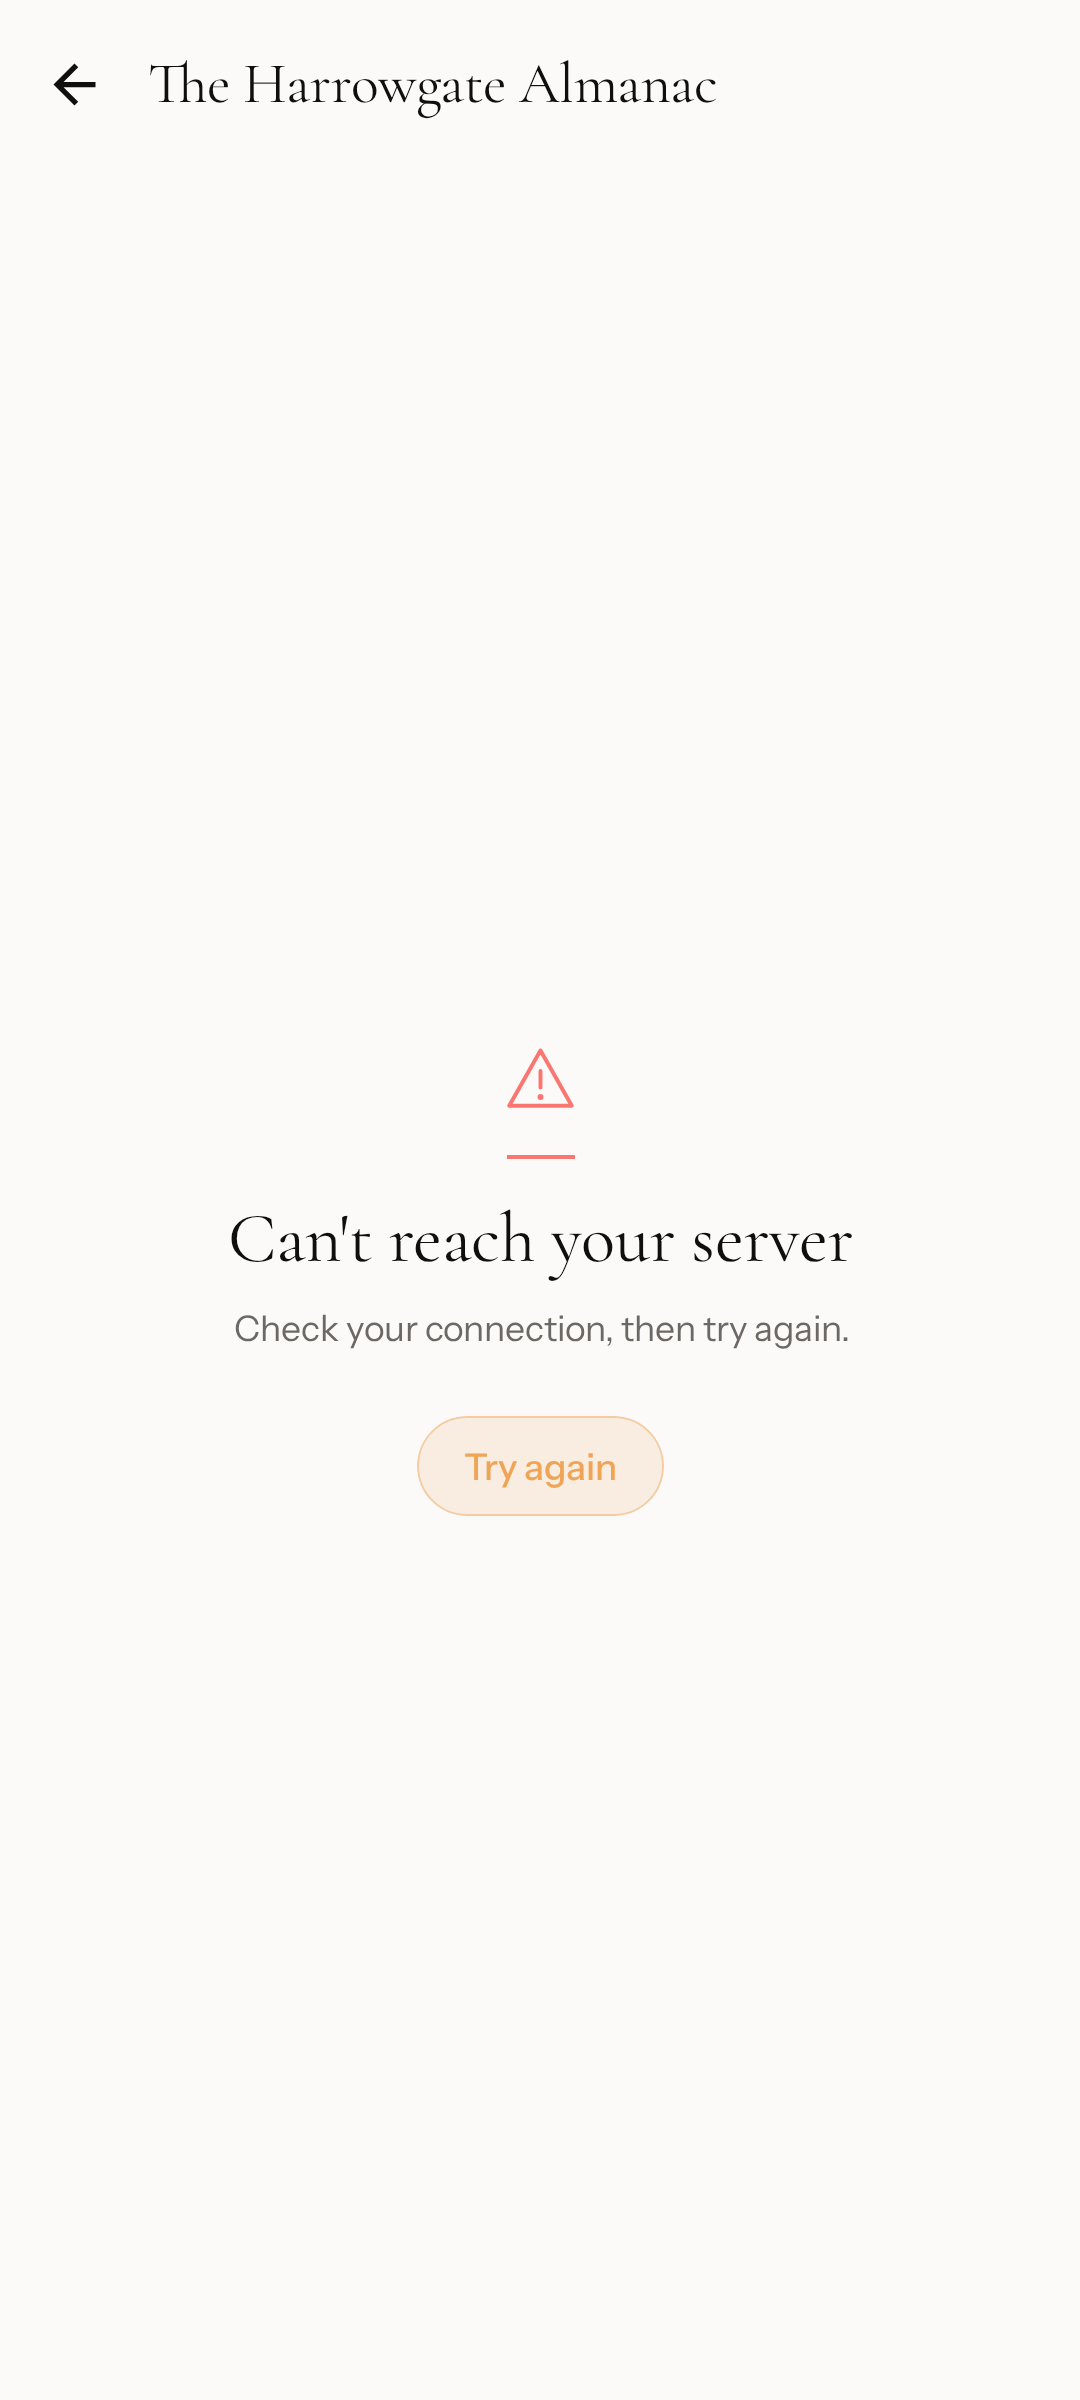 The Harrowgate Almanac
Can't reach your server
Check your connection, then try again.
Try again